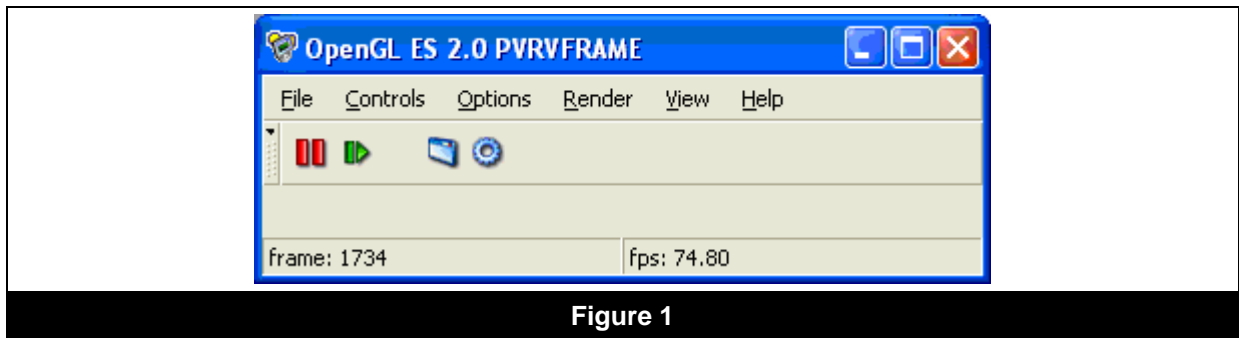 OpenGL ES 2.0 PVRVFRAME
File Controls Options Render View Help
frame: 1734 fps: 74.80
Figure 1